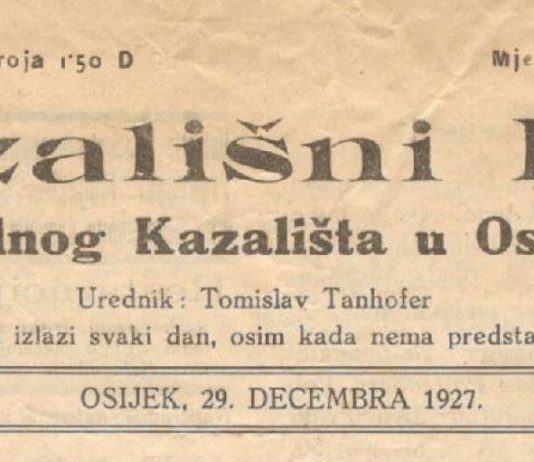 roja 1·50 D Mje
zališni l
lnog Kazališta u Os
Urednik: Tomislav Tanhofer
izlazi svaki dan, osim kada nema predsta
OSIJEK, 29. DECEMBRA 1927.